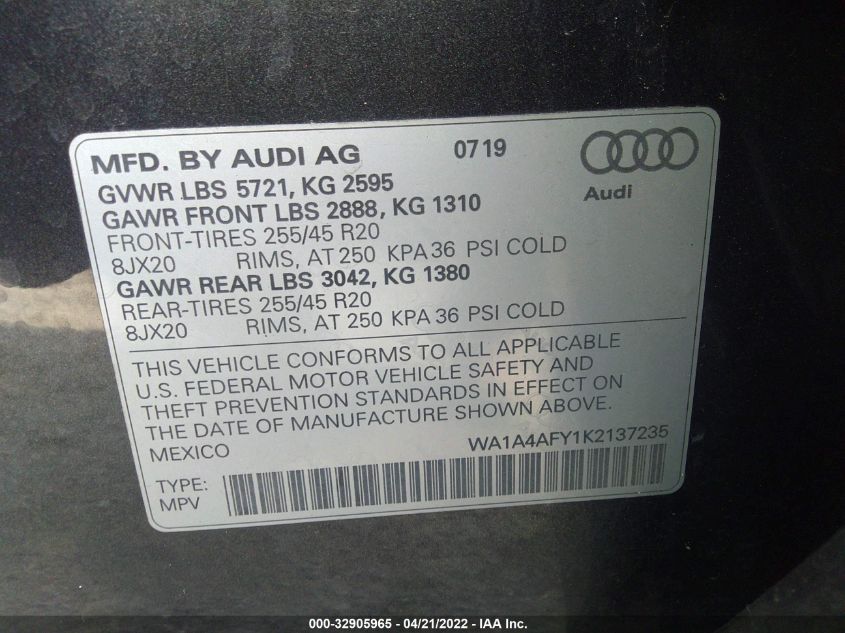 MFD. BY AUDI AG 0719
GVWR LBS 5721, KG 2595
Audi
GAWR FRONT LBS 2888, KG 1310
FRONT-TIRES 255/45 R20
8JX20 RIMS, AT 250 KPA 36 PSI COLD
GAWR REAR LBS 3042, KG 1380
REAR-TIRES 255/45 R20
8JX20 RIMS, AT 250 KPA 36 PSI COLD
THIS VEHICLE CONFORMS TO ALL APPLICABLE
U.S. FEDERAL MOTOR VEHICLE SAFETY AND
THEFT PREVENTION STANDARDS IN EFFECT ON
THE DATE OF MANUFACTURE SHOWN ABOVE.
MEXICO WA1A4AFY1K2137235
TYPE:
MPV
000-32905965 - 04/21/2022 - IAA Inc.